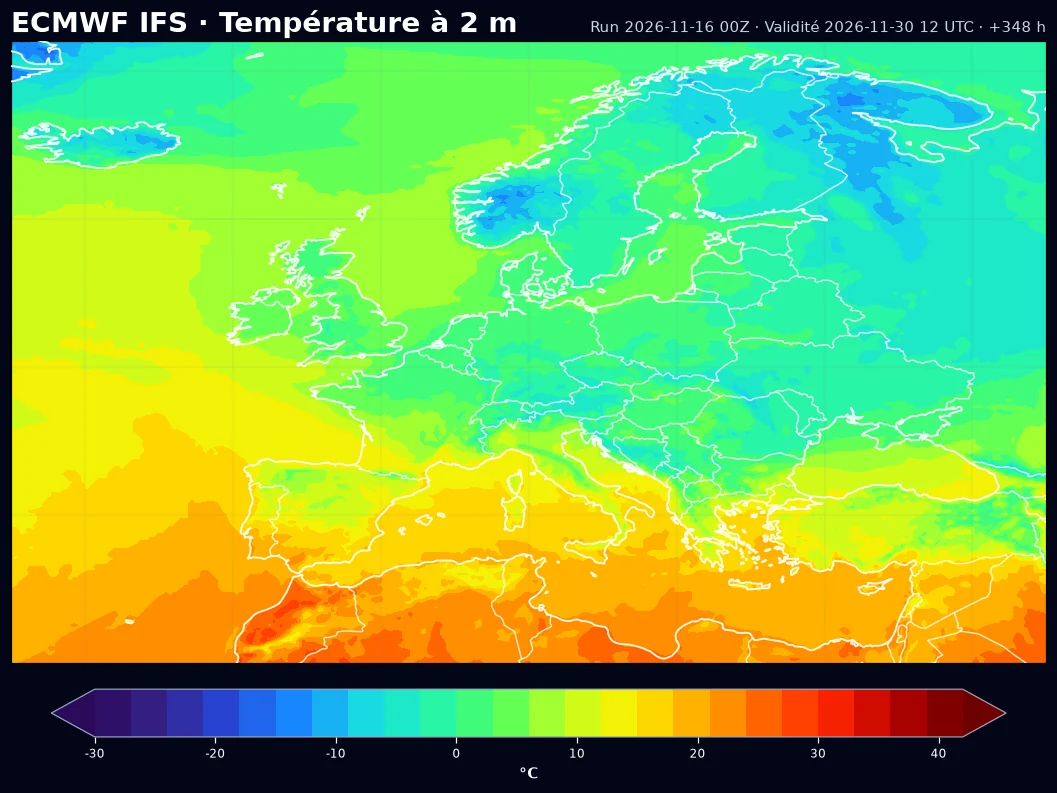 ECMWF IFS · Température à 2 m
Run 2026-11-16 00Z · Validité 2026-11-30 12 UTC · +348 h
-30 -20 -10 0 10 20 30 40
°C